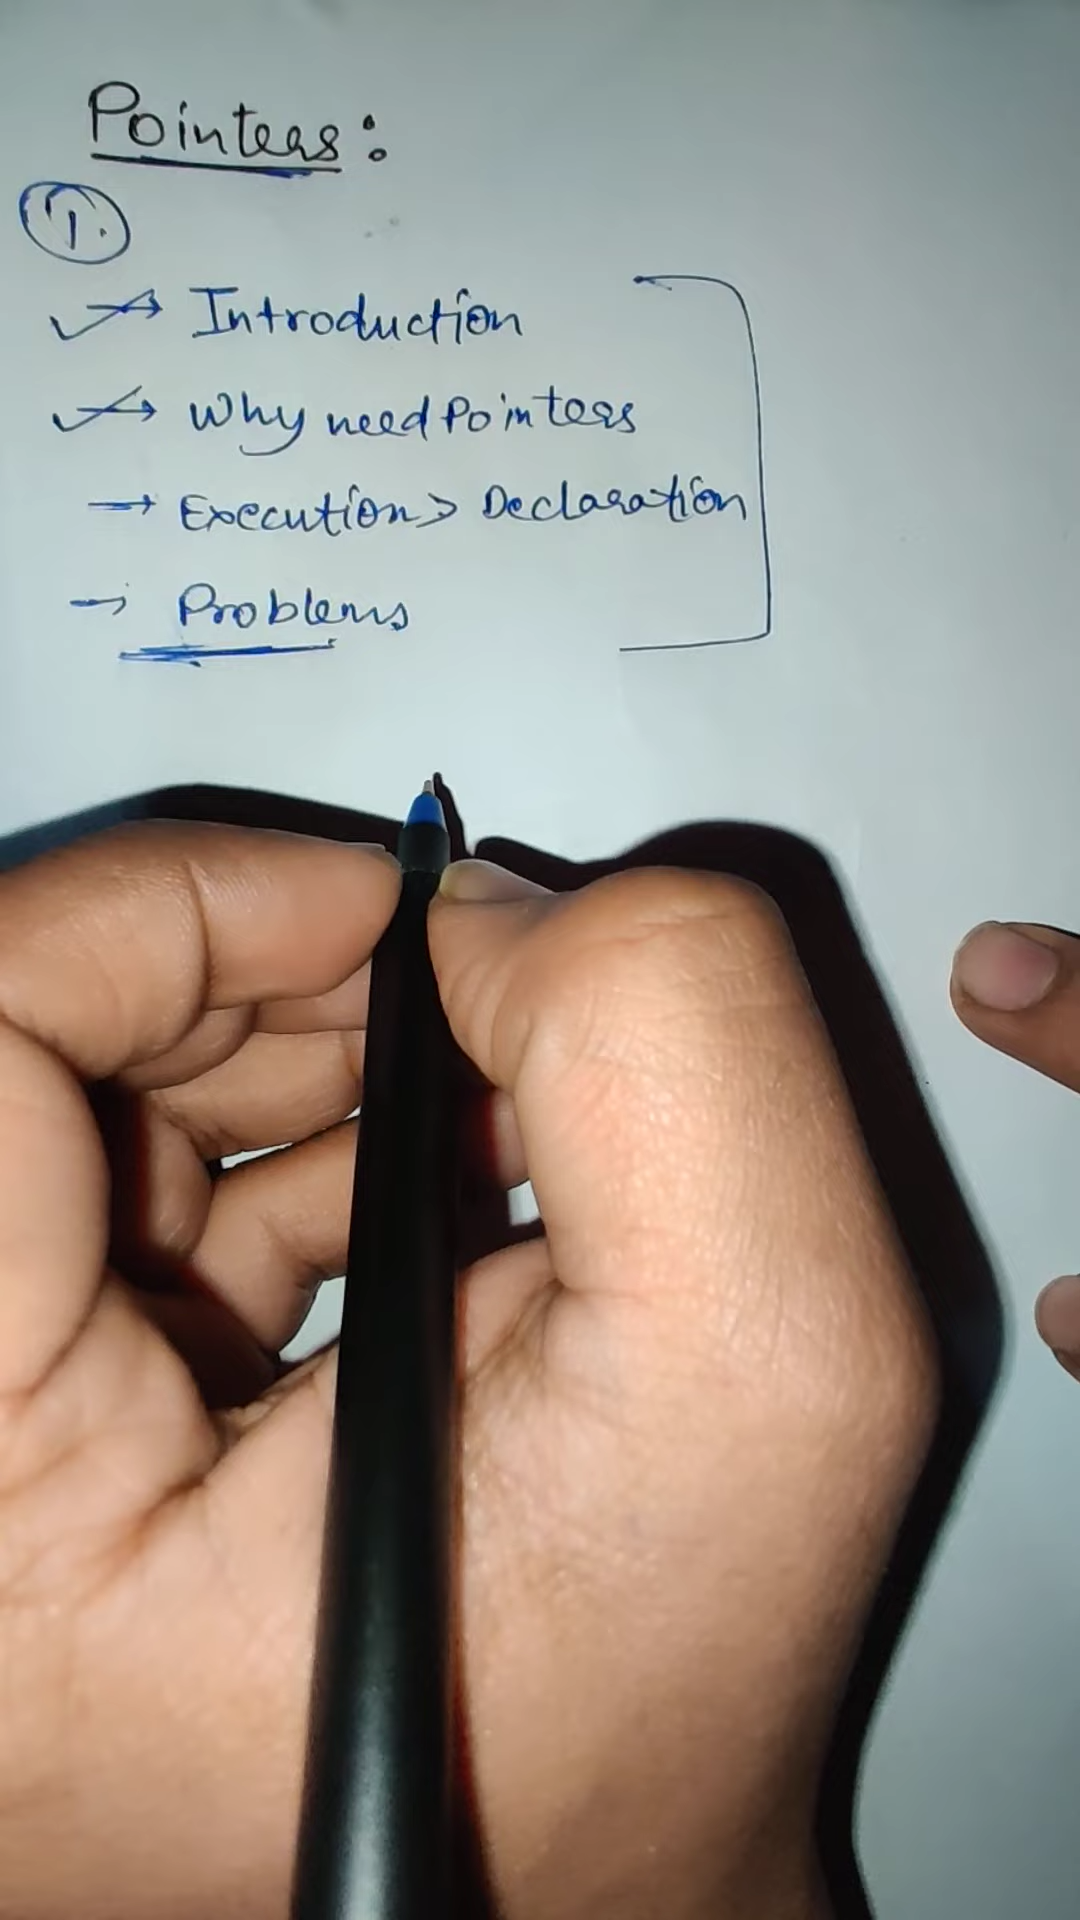 Pointers:
1.
→ Introduction
→ Why need Pointers
→ Execution > Declaration
→ Problems